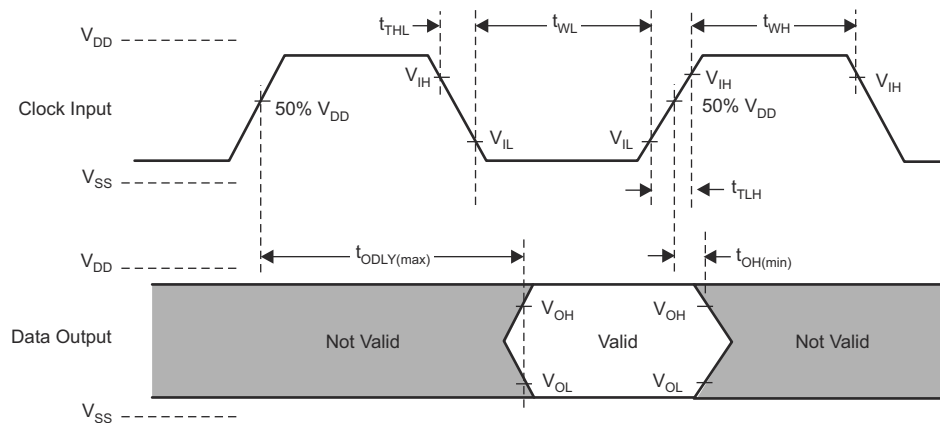 t_THL t_WL t_WH
V_DD
V_IH V_IH V_IH
Clock Input 50% V_DD 50% V_DD
V_IL V_IL
V_SS
t_TLH
t_ODLY(max) t_OH(min)
V_DD
V_OH V_OH
Data Output Not Valid Valid Not Valid
V_OL V_OL
V_SS